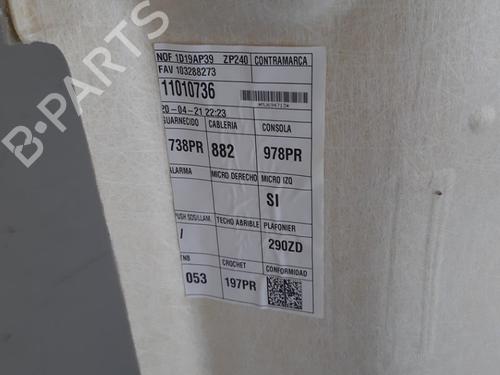 NOF 1D19AP39 ZP240 CONTRAMARCA
FAV 103288273
11010736
20-04-21 22:23
GUARNECIDO CABLERIA CONSOLA
738PR 882 978PR
ALARMA MICRO DERECHO MICRO IZQ
SI
PUSH SOS/LLAM. TECHO ABRIBLE PLAFONIER
/ 290ZD
TNB CROCHET CONFORMIDAD
053 197PR
B-PARTS